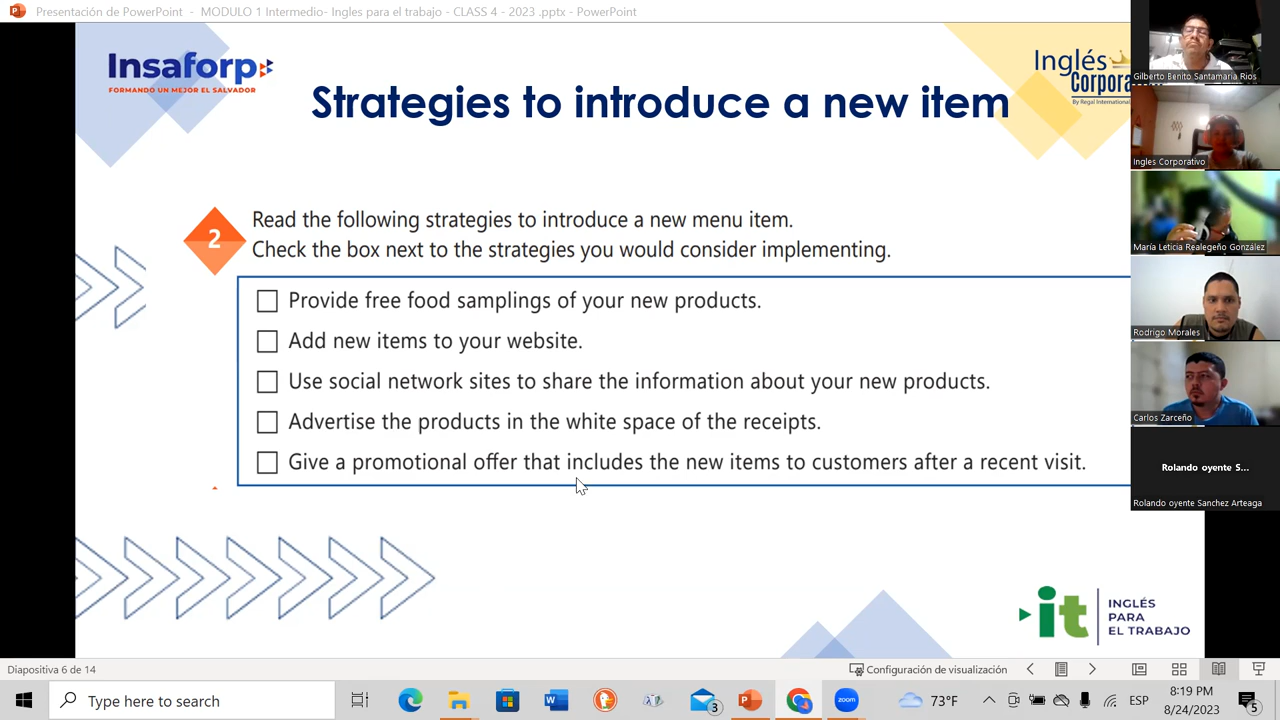 Presentación de PowerPoint - MODULO 1 Intermedio- Ingles para el trabajo - CLASS 4 - 2023 .pptx - PowerPoint
Insaforp
FORMANDO UN MEJOR EL SALVADOR
Inglés
Corpora
By Regal International
Strategies to introduce a new item
2
Read the following strategies to introduce a new menu item.
Check the box next to the strategies you would consider implementing.
Provide free food samplings of your new products.
Add new items to your website.
Use social network sites to share the information about your new products.
Advertise the products in the white space of the receipts.
Give a promotional offer that includes the new items to customers after a recent visit.
it
INGLÉS
PARA
EL TRABAJO
Gilberto Benito Santamaria Rios
Ingles Corporativo
María Leticia Realegeño González
Rodrigo Morales
Carlos Zarceño
Rolando oyente S...
Rolando oyente Sanchez Arteaga
Diapositiva 6 de 14
Configuración de visualización
Type here to search
3
zoom
73°F
ESP
8:19 PM
8/24/2023
5